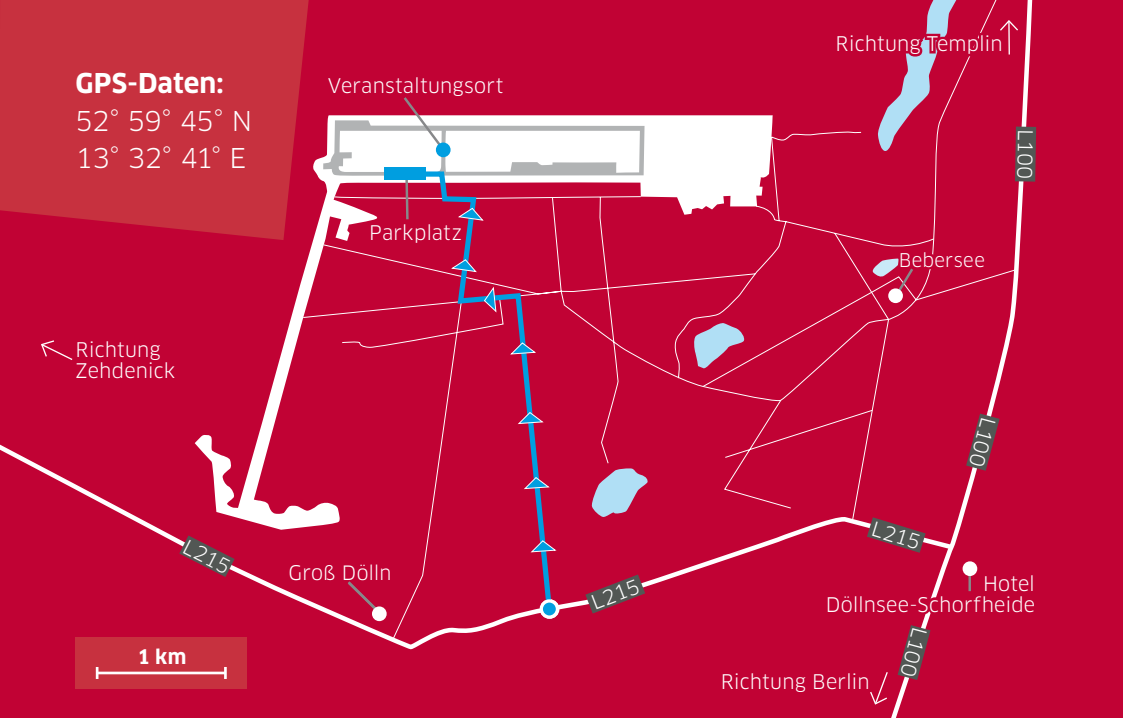 GPS-Daten:
52° 59° 45° N
13° 32° 41° E
Richtung Templin
Veranstaltungsort
L100
Parkplatz
Bebersee
Richtung
Zehdenick
L100
L215
L215
Groß Dölln
L215
Hotel
Döllnsee-Schorfheide
1 km
L100
Richtung Berlin